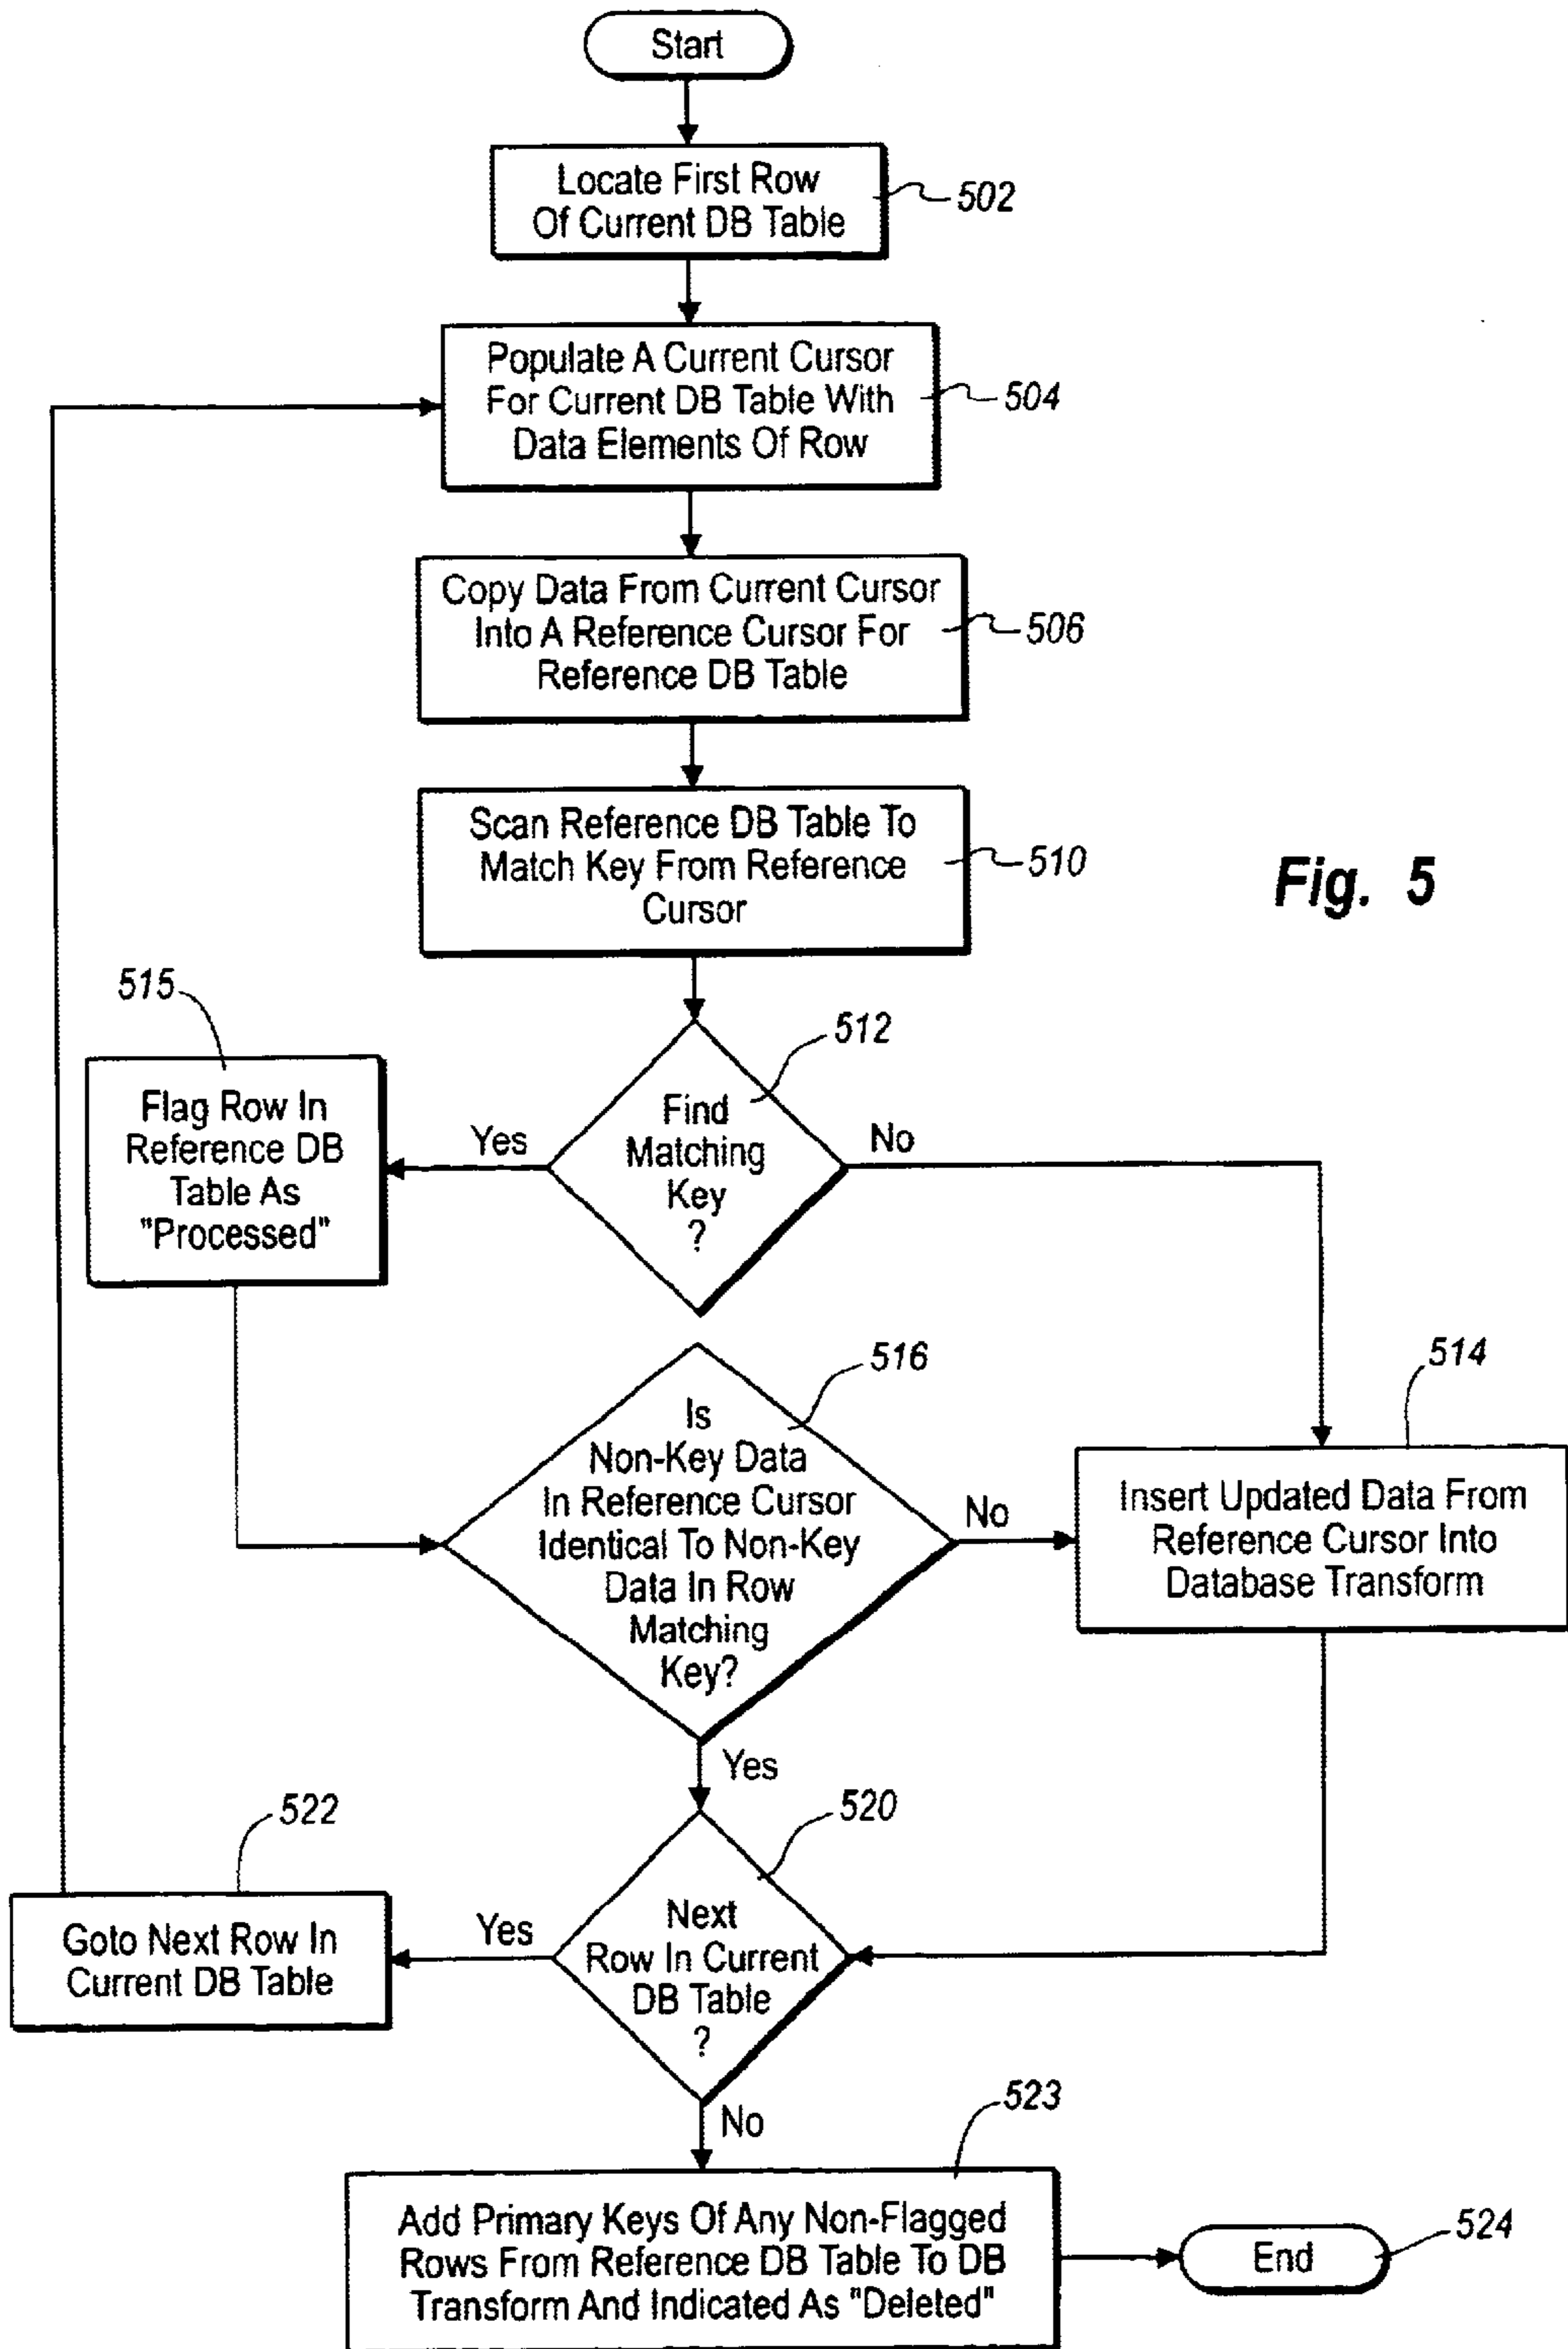 Start
Locate First Row
Of Current DB Table
502
Populate A Current Cursor
For Current DB Table With
Data Elements Of Row
504
Copy Data From Current Cursor
Into A Reference Cursor For
Reference DB Table
506
Scan Reference DB Table To
Match Key From Reference
Cursor
510
Fig. 5
515
512
Flag Row In
Reference DB
Table As
"Processed"
Yes
Find
Matching
Key
?
No
516
514
Is
Non-Key Data
In Reference Cursor
Identical To Non-Key
Data In Row
Matching
Key?
No
Insert Updated Data From
Reference Cursor Into
Database Transform
Yes
522
520
Goto Next Row In
Current DB Table
Yes
Next
Row In Current
DB Table
?
No
523
Add Primary Keys Of Any Non-Flagged
Rows From Reference DB Table To DB
Transform And Indicated As "Deleted"
End
524